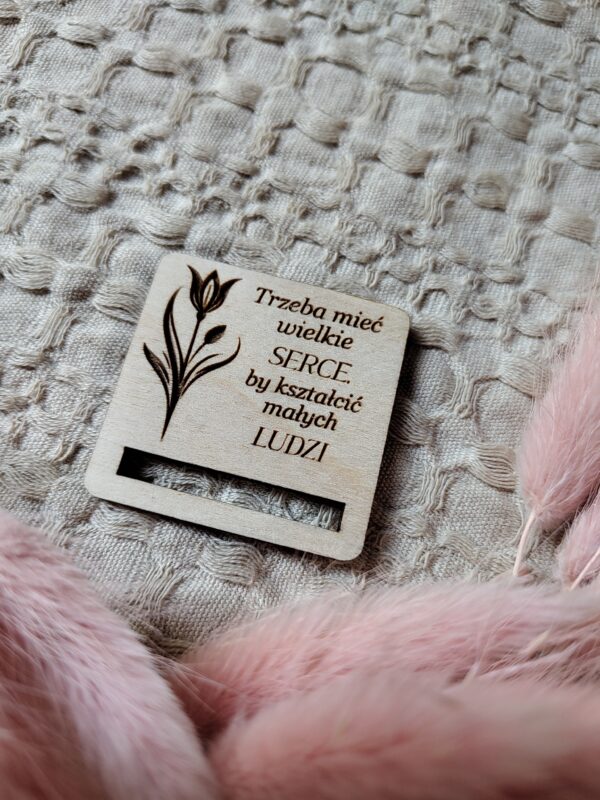 Trzeba mieć
wielkie
SERCE,
by kształcić
małych
LUDZI